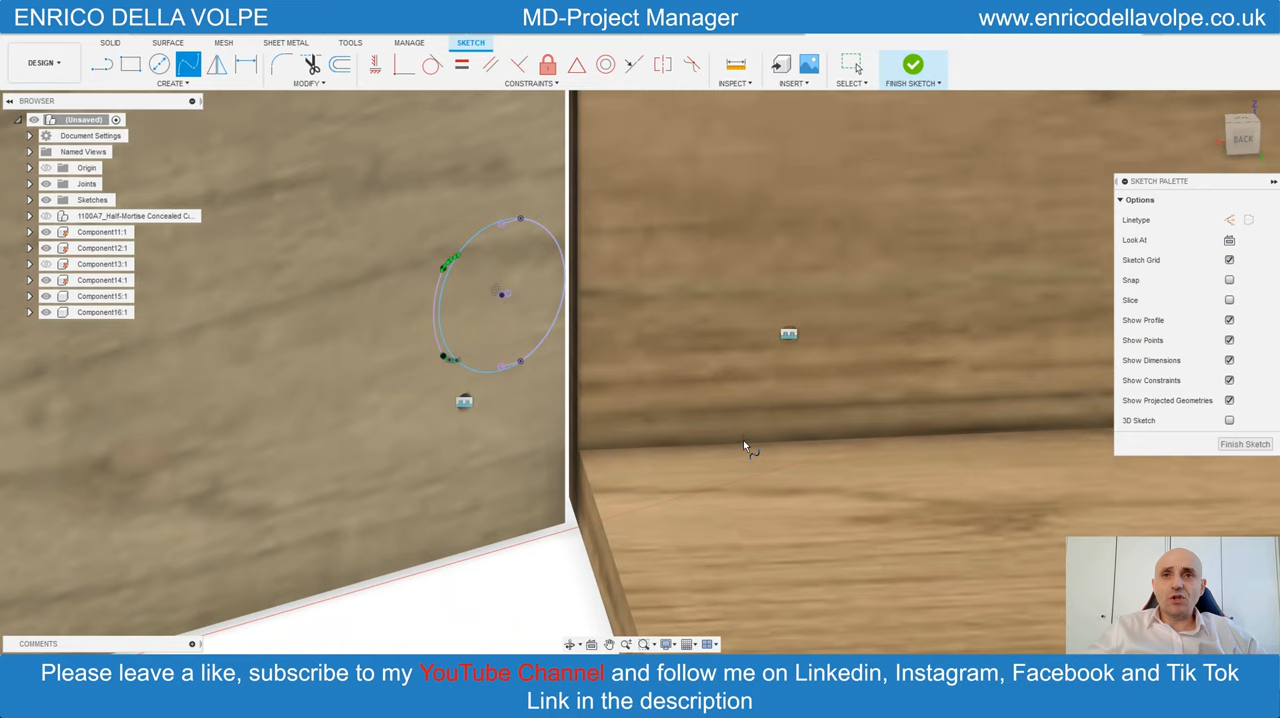 ENRICO DELLA VOLPE
MD-Project Manager
www.enricodellavolpe.co.uk
SOLID
SURFACE
MESH
SHEET METAL
TOOLS
MANAGE
SKETCH
DESIGN
CREATE
MODIFY
CONSTRAINTS
INSPECT
INSERT
SELECT
FINISH SKETCH
BROWSER
(Unsaved)
Document Settings
Named Views
Origin
Joints
Sketches
1100A7_Half-Mortise Concealed C...
Component11:1
Component12:1
Component13:1
Component14:1
Component15:1
Component16:1
Z
BACK
SKETCH PALETTE
Options
Linetype
Look At
Sketch Grid
Snap
Slice
Show Profile
Show Points
Show Dimensions
Show Constraints
Show Projected Geometries
3D Sketch
Finish Sketch
COMMENTS
Please leave a like, subscribe to my YouTube Channel and follow me on Linkedin, Instagram, Facebook and Tik Tok
Link in the description